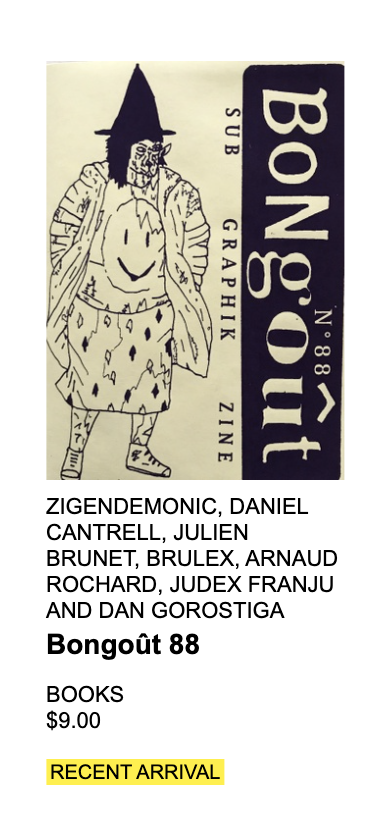 BONgoût
N°88
SUB GRAPHIK ZINE
ZIGENDEMONIC, DANIEL
CANTRELL, JULIEN
BRUNET, BRULEX, ARNAUD
ROCHARD, JUDEX FRANJU
AND DAN GOROSTIGA
Bongoût 88
BOOKS
$9.00
RECENT ARRIVAL